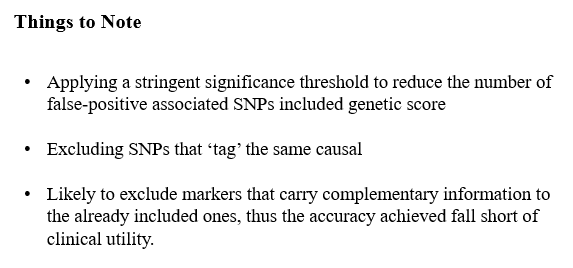 Things to Note
• Applying a stringent significance threshold to reduce the number of
false-positive associated SNPs included genetic score
• Excluding SNPs that ‘tag’ the same causal
• Likely to exclude markers that carry complementary information to
the already included ones, thus the accuracy achieved fall short of
clinical utility.